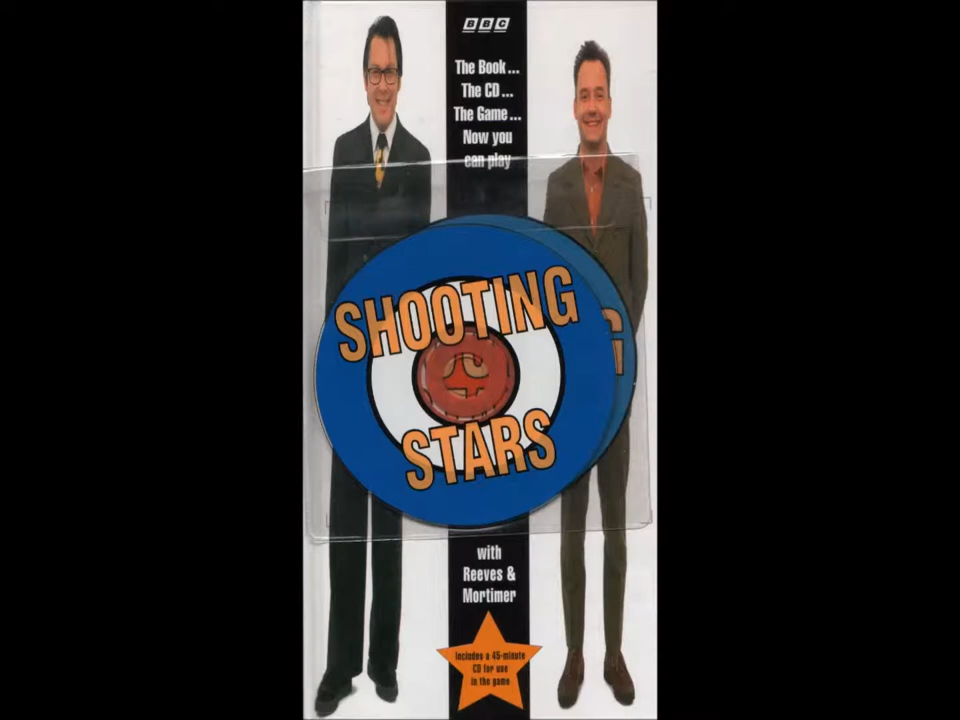 BBC
The Book...
The CD...
The Game...
Now you
can play
SHOOTING
STARS
G
with
Reeves &
Mortimer
Includes a 45-minute
CD for use
in the game